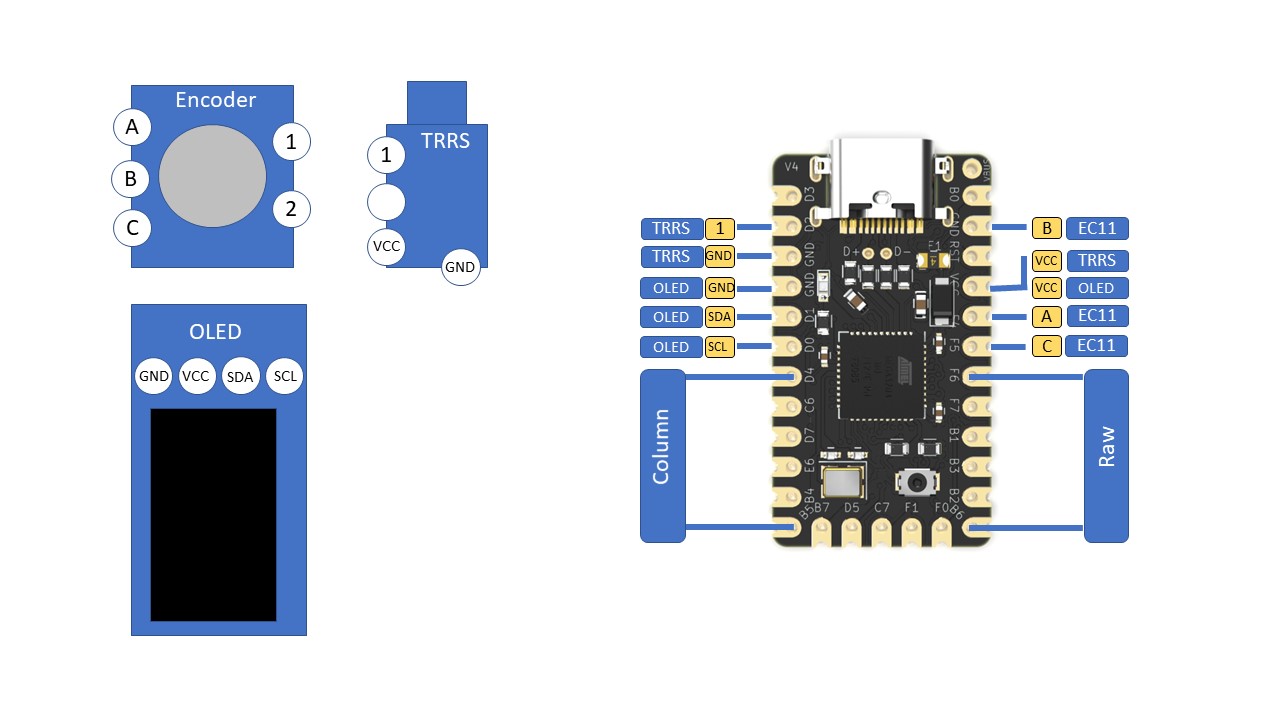 Encoder
A
B
C
1
2
TRRS
1
VCC
GND
OLED
GND VCC SDA SCL
TRRS 1
TRRS GND
OLED GND
OLED SDA
OLED SCL
Column
V4
VBUS
D3
D2
GND
GND
D1
D0
D4
C6
D7
E6
B4
B5
B7 D5 C7 F1 F0
B0
GND
RST
VCC
F5
F6
F7
B1
B3
B2
B6
D+ D-
F1
B EC11
VCC TRRS
VCC OLED
A EC11
C EC11
Raw